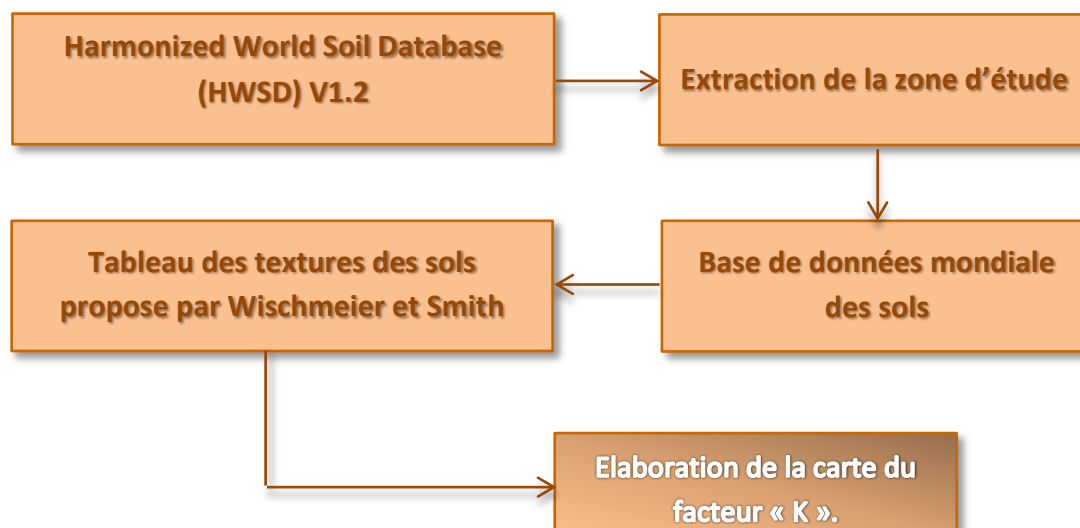 Harmonized World Soil Database
(HWSD) V1.2
Extraction de la zone d'étude
Base de données mondiale
des sols
Tableau des textures des sols
propose par Wischmeier et Smith
Elaboration de la carte du
facteur « K ».